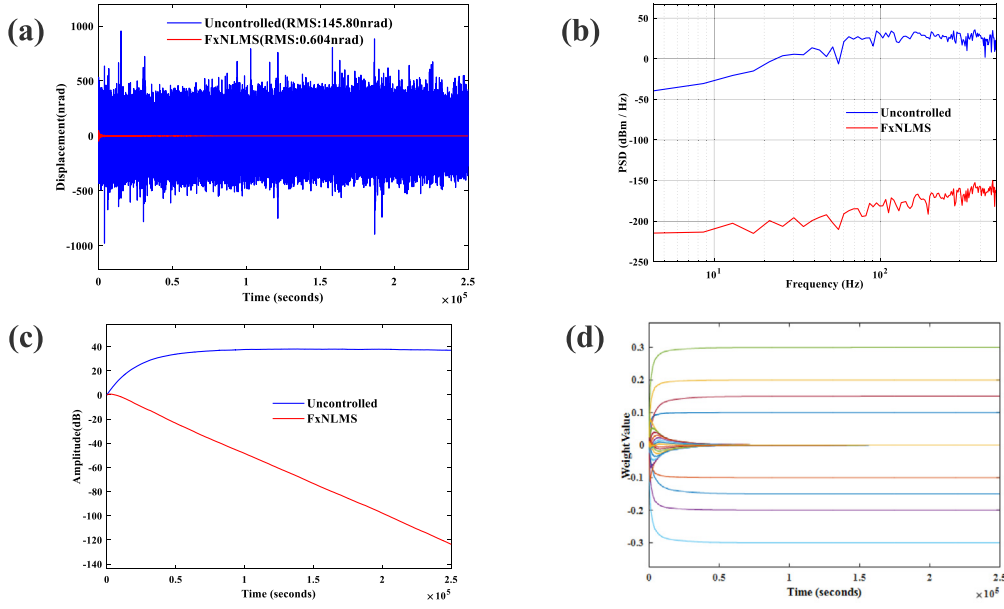 (a)
Uncontrolled(RMS:145.80nrad)
FxNLMS(RMS:0.604nrad)
Displacement(nrad)
1000
500
0
-500
-1000
0 0.5 1 1.5 2 2.5
Time (seconds)
×10^5
(b)
PSD (dBm / Hz)
50
0
-50
-100
-150
-200
-250
Uncontrolled
FxNLMS
10^1 10^2
Frequency (Hz)
(c)
Amplitude(dB)
40
20
0
-20
-40
-60
-80
-100
-120
-140
Uncontrolled
FxNLMS
0 0.5 1 1.5 2 2.5
Time (seconds)
×10^5
(d)
Weight Value
0.3
0.2
0.1
0
-0.1
-0.2
-0.3
0 0.5 1 1.5 2 2.5
Time (seconds)
×10^5